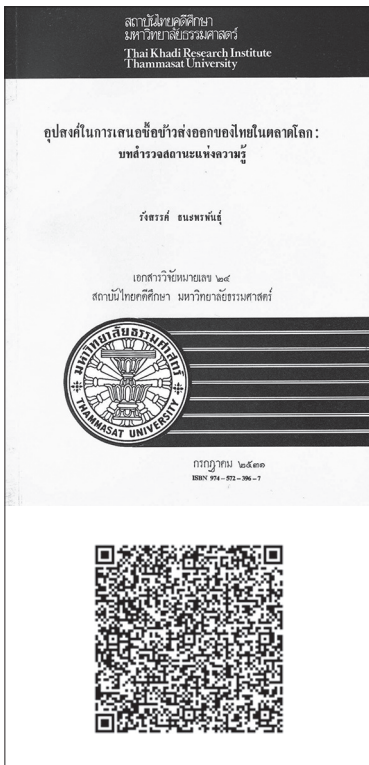 สถาบันไทยคดีศึกษา
มหาวิทยาลัยธรรมศาสตร์
Thai Khadi Research Institute
Thammasat University
อุปสงค์ในการเสนอซื้อข้าวส่งออกของไทยในตลาดโลก :
บทสำรวจสถานะแห่งความรู้
รังสรรค์ ธนะพรพันธุ์
เอกสารวิจัยหมายเลข ๒๔
สถาบันไทยคดีศึกษา มหาวิทยาลัยธรรมศาสตร์
มหาวิทยาลัยธรรมศาสตร์
THAMMASAT UNIVERSITY
กรกฎาคม ๒๕๓๑
ISBN 974-572-396-7